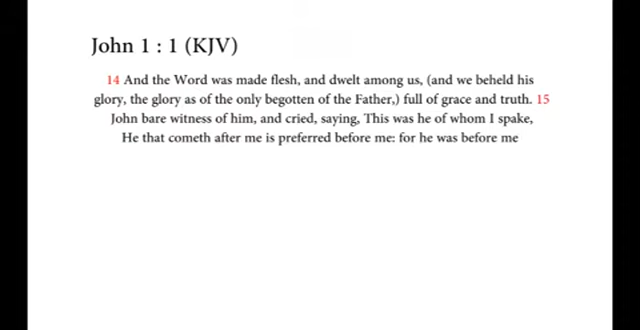 John 1 : 1 (KJV)
14 And the Word was made flesh, and dwelt among us, (and we beheld his
glory, the glory as of the only begotten of the Father,) full of grace and truth. 15
John bare witness of him, and cried, saying, This was he of whom I spake,
He that cometh after me is preferred before me: for he was before me